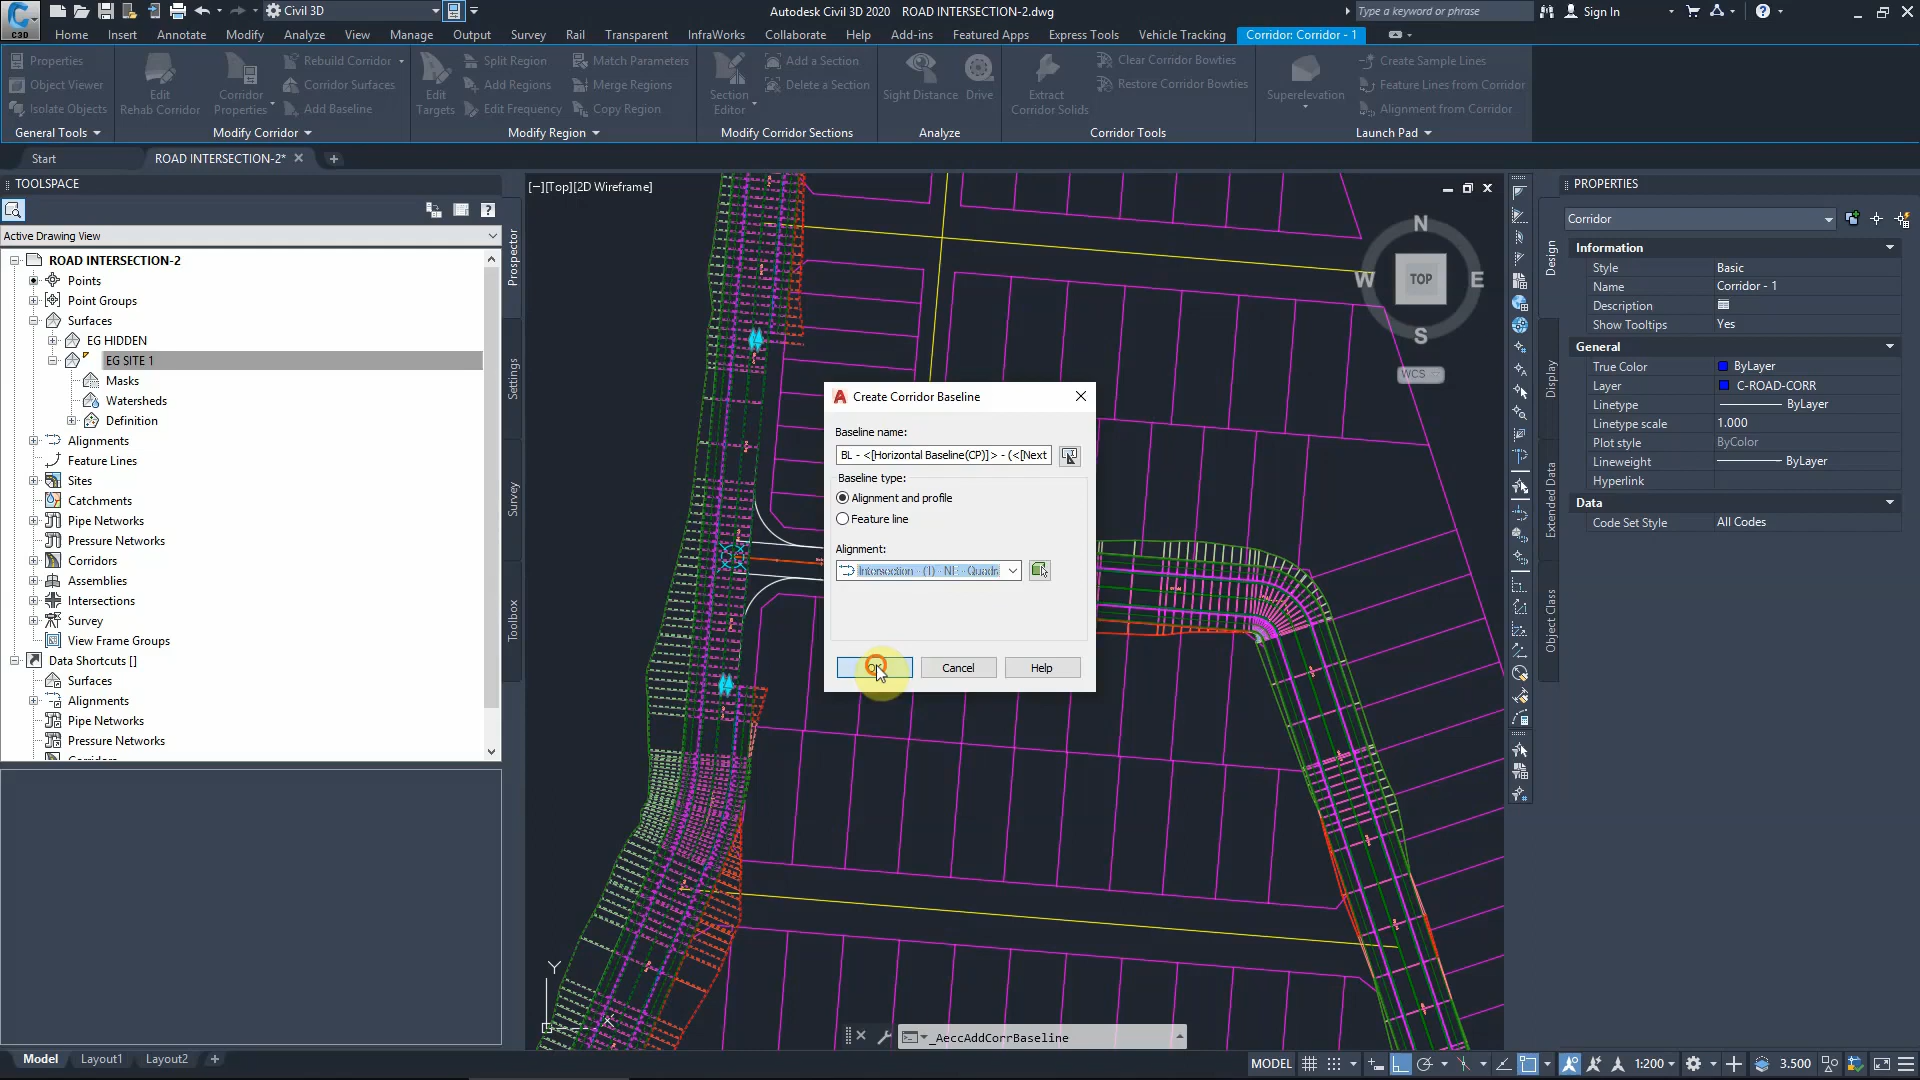 Civil 3D
Autodesk Civil 3D 2020 ROAD INTERSECTION-2.dwg
Type a keyword or phrase
Sign In
C3D
Home Insert Annotate Modify Analyze View Manage Output Survey Rail Transparent InfraWorks Collaborate Help Add-ins Featured Apps Express Tools Vehicle Tracking Corridor: Corridor - 1
Properties
Object Viewer
Isolate Objects
General Tools
Edit
Rehab Corridor
Corridor
Properties
Rebuild Corridor
Corridor Surfaces
Add Baseline
Modify Corridor
Edit
Targets
Split Region
Add Regions
Edit Frequency
Match Parameters
Merge Regions
Copy Region
Modify Region
Section
Editor
Add a Section
Delete a Section
Modify Corridor Sections
Sight Distance
Drive
Analyze
Extract
Corridor Solids
Clear Corridor Bowties
Restore Corridor Bowties
Corridor Tools
Superelevation
Create Sample Lines
Feature Lines from Corridor
Alignment from Corridor
Launch Pad
Start
ROAD INTERSECTION-2*
TOOLSPACE
Active Drawing View
ROAD INTERSECTION-2
Points
Point Groups
Surfaces
EG HIDDEN
EG SITE 1
Masks
Watersheds
Definition
Alignments
Feature Lines
Sites
Catchments
Pipe Networks
Pressure Networks
Corridors
Assemblies
Intersections
Survey
View Frame Groups
Data Shortcuts []
Surfaces
Alignments
Pipe Networks
Pressure Networks
Corridors
Prospector
Settings
Survey
Toolbox
[−][Top][2D Wireframe]
N
W
TOP
E
S
WCS
Create Corridor Baseline
Baseline name:
BL - <[Horizontal Baseline(CP)]> - (<[Next
Baseline type:
Alignment and profile
Feature line
Alignment:
Intersection - (1) - NE - Quadr
OK
Cancel
Help
Y
X
_AeccAddCorrBaseline
PROPERTIES
Design
Display
Extended Data
Object Class
Corridor
Information
Style Basic
Name Corridor - 1
Description
Show Tooltips Yes
General
True Color ByLayer
Layer C-ROAD-CORR
Linetype ByLayer
Linetype scale 1.000
Plot style ByColor
Lineweight ByLayer
Hyperlink
Data
Code Set Style All Codes
Model Layout1 Layout2
MODEL
1:200
3.500